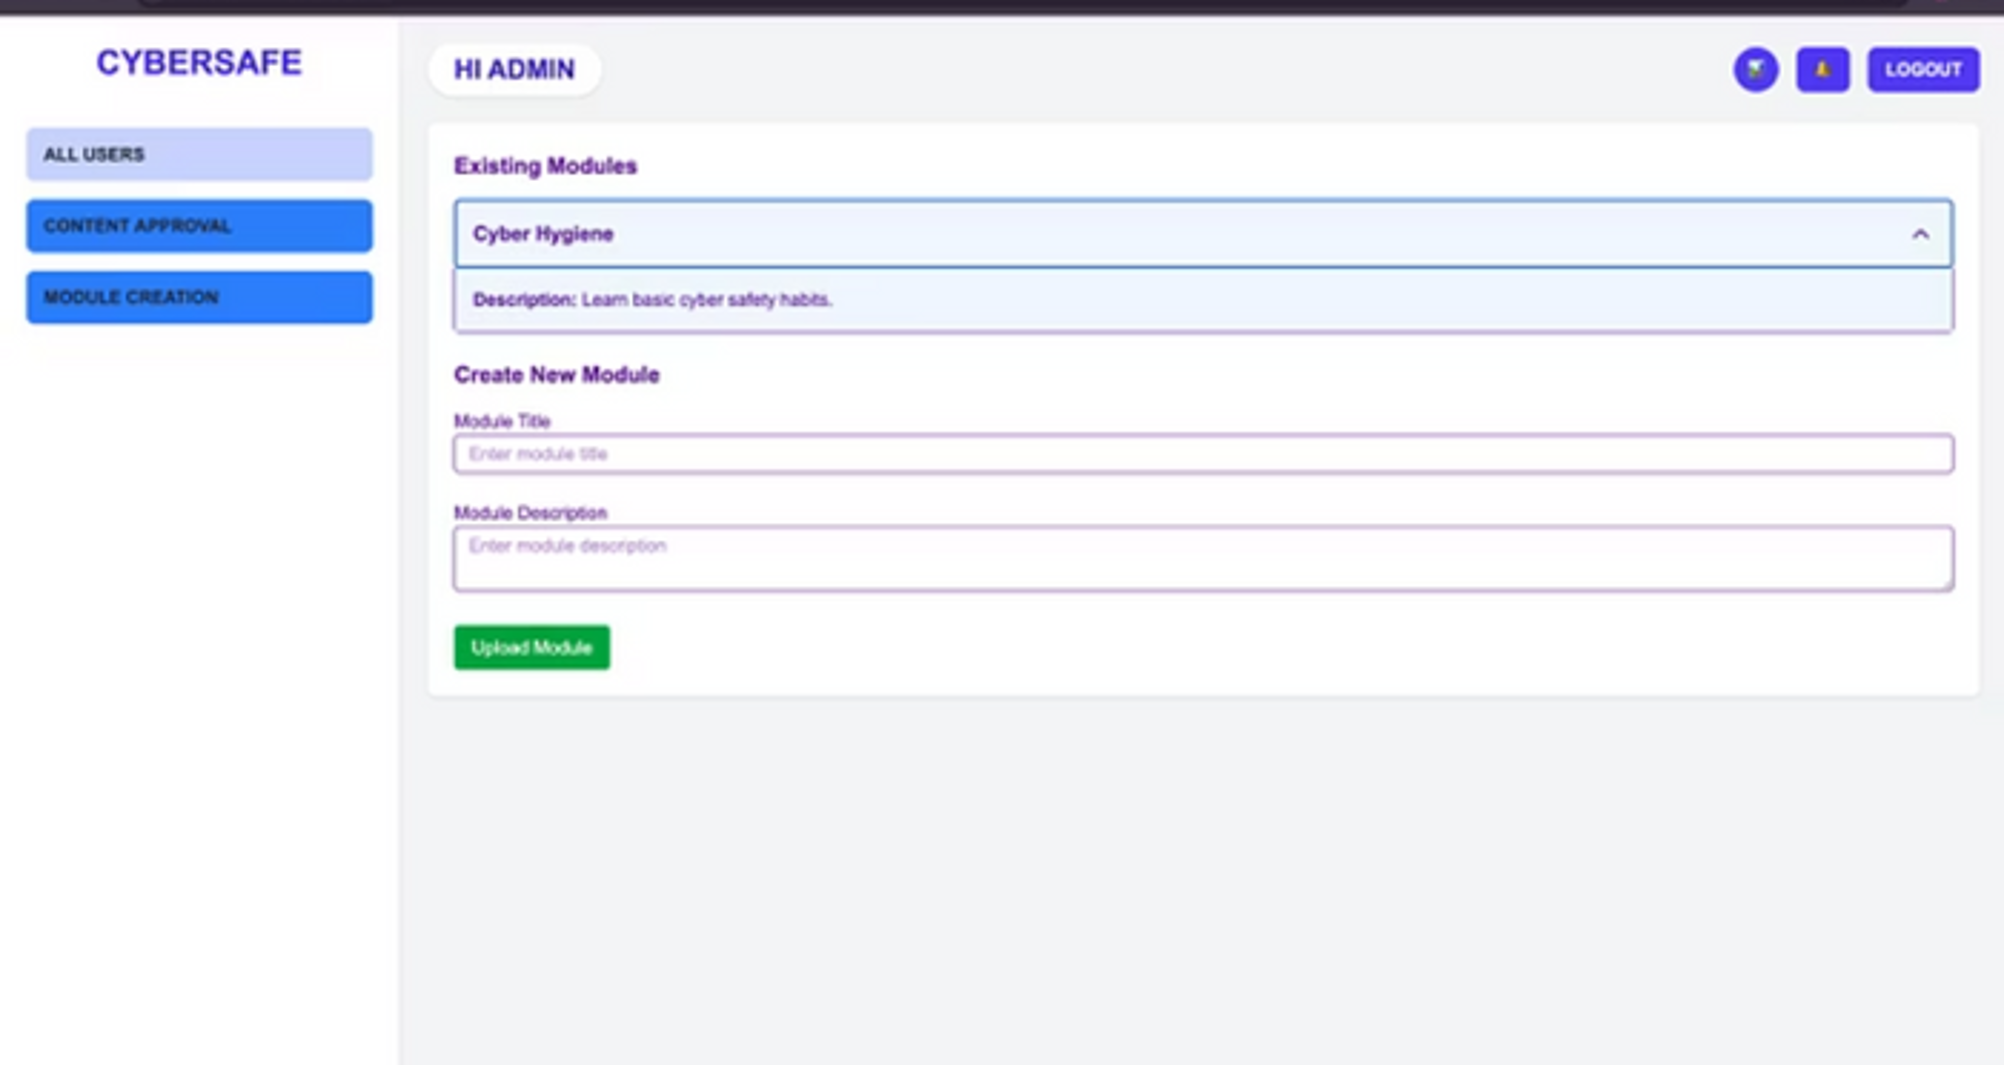 CYBERSAFE
ALL USERS
CONTENT APPROVAL
MODULE CREATION
HI ADMIN
LOGOUT
Existing Modules
Cyber Hygiene
Description: Learn basic cyber safety habits.
Create New Module
Module Title
Enter module title
Module Description
Enter module description
Upload Module